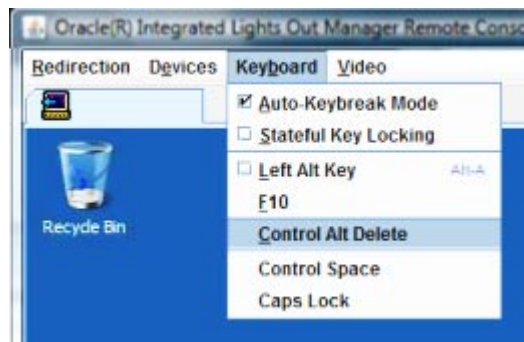 Oracle(R) Integrated Lights Out Manager Remote Conso
Redirection Devices Keyboard Video
Auto-Keybreak Mode
Stateful Key Locking
Left Alt Key Alt-A
F10
Control Alt Delete
Control Space
Caps Lock
Recycle Bin